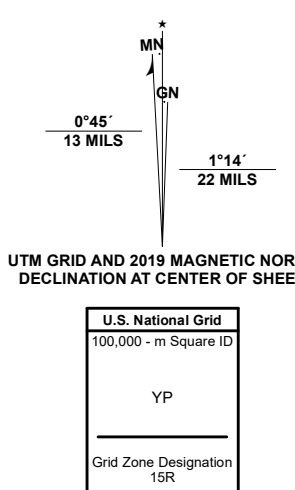 ★
MN
GN
0°45´
13 MILS
1°14´
22 MILS
UTM GRID AND 2019 MAGNETIC NOR
DECLINATION AT CENTER OF SHEE
U.S. National Grid
100,000 - m Square ID
YP
Grid Zone Designation
15R